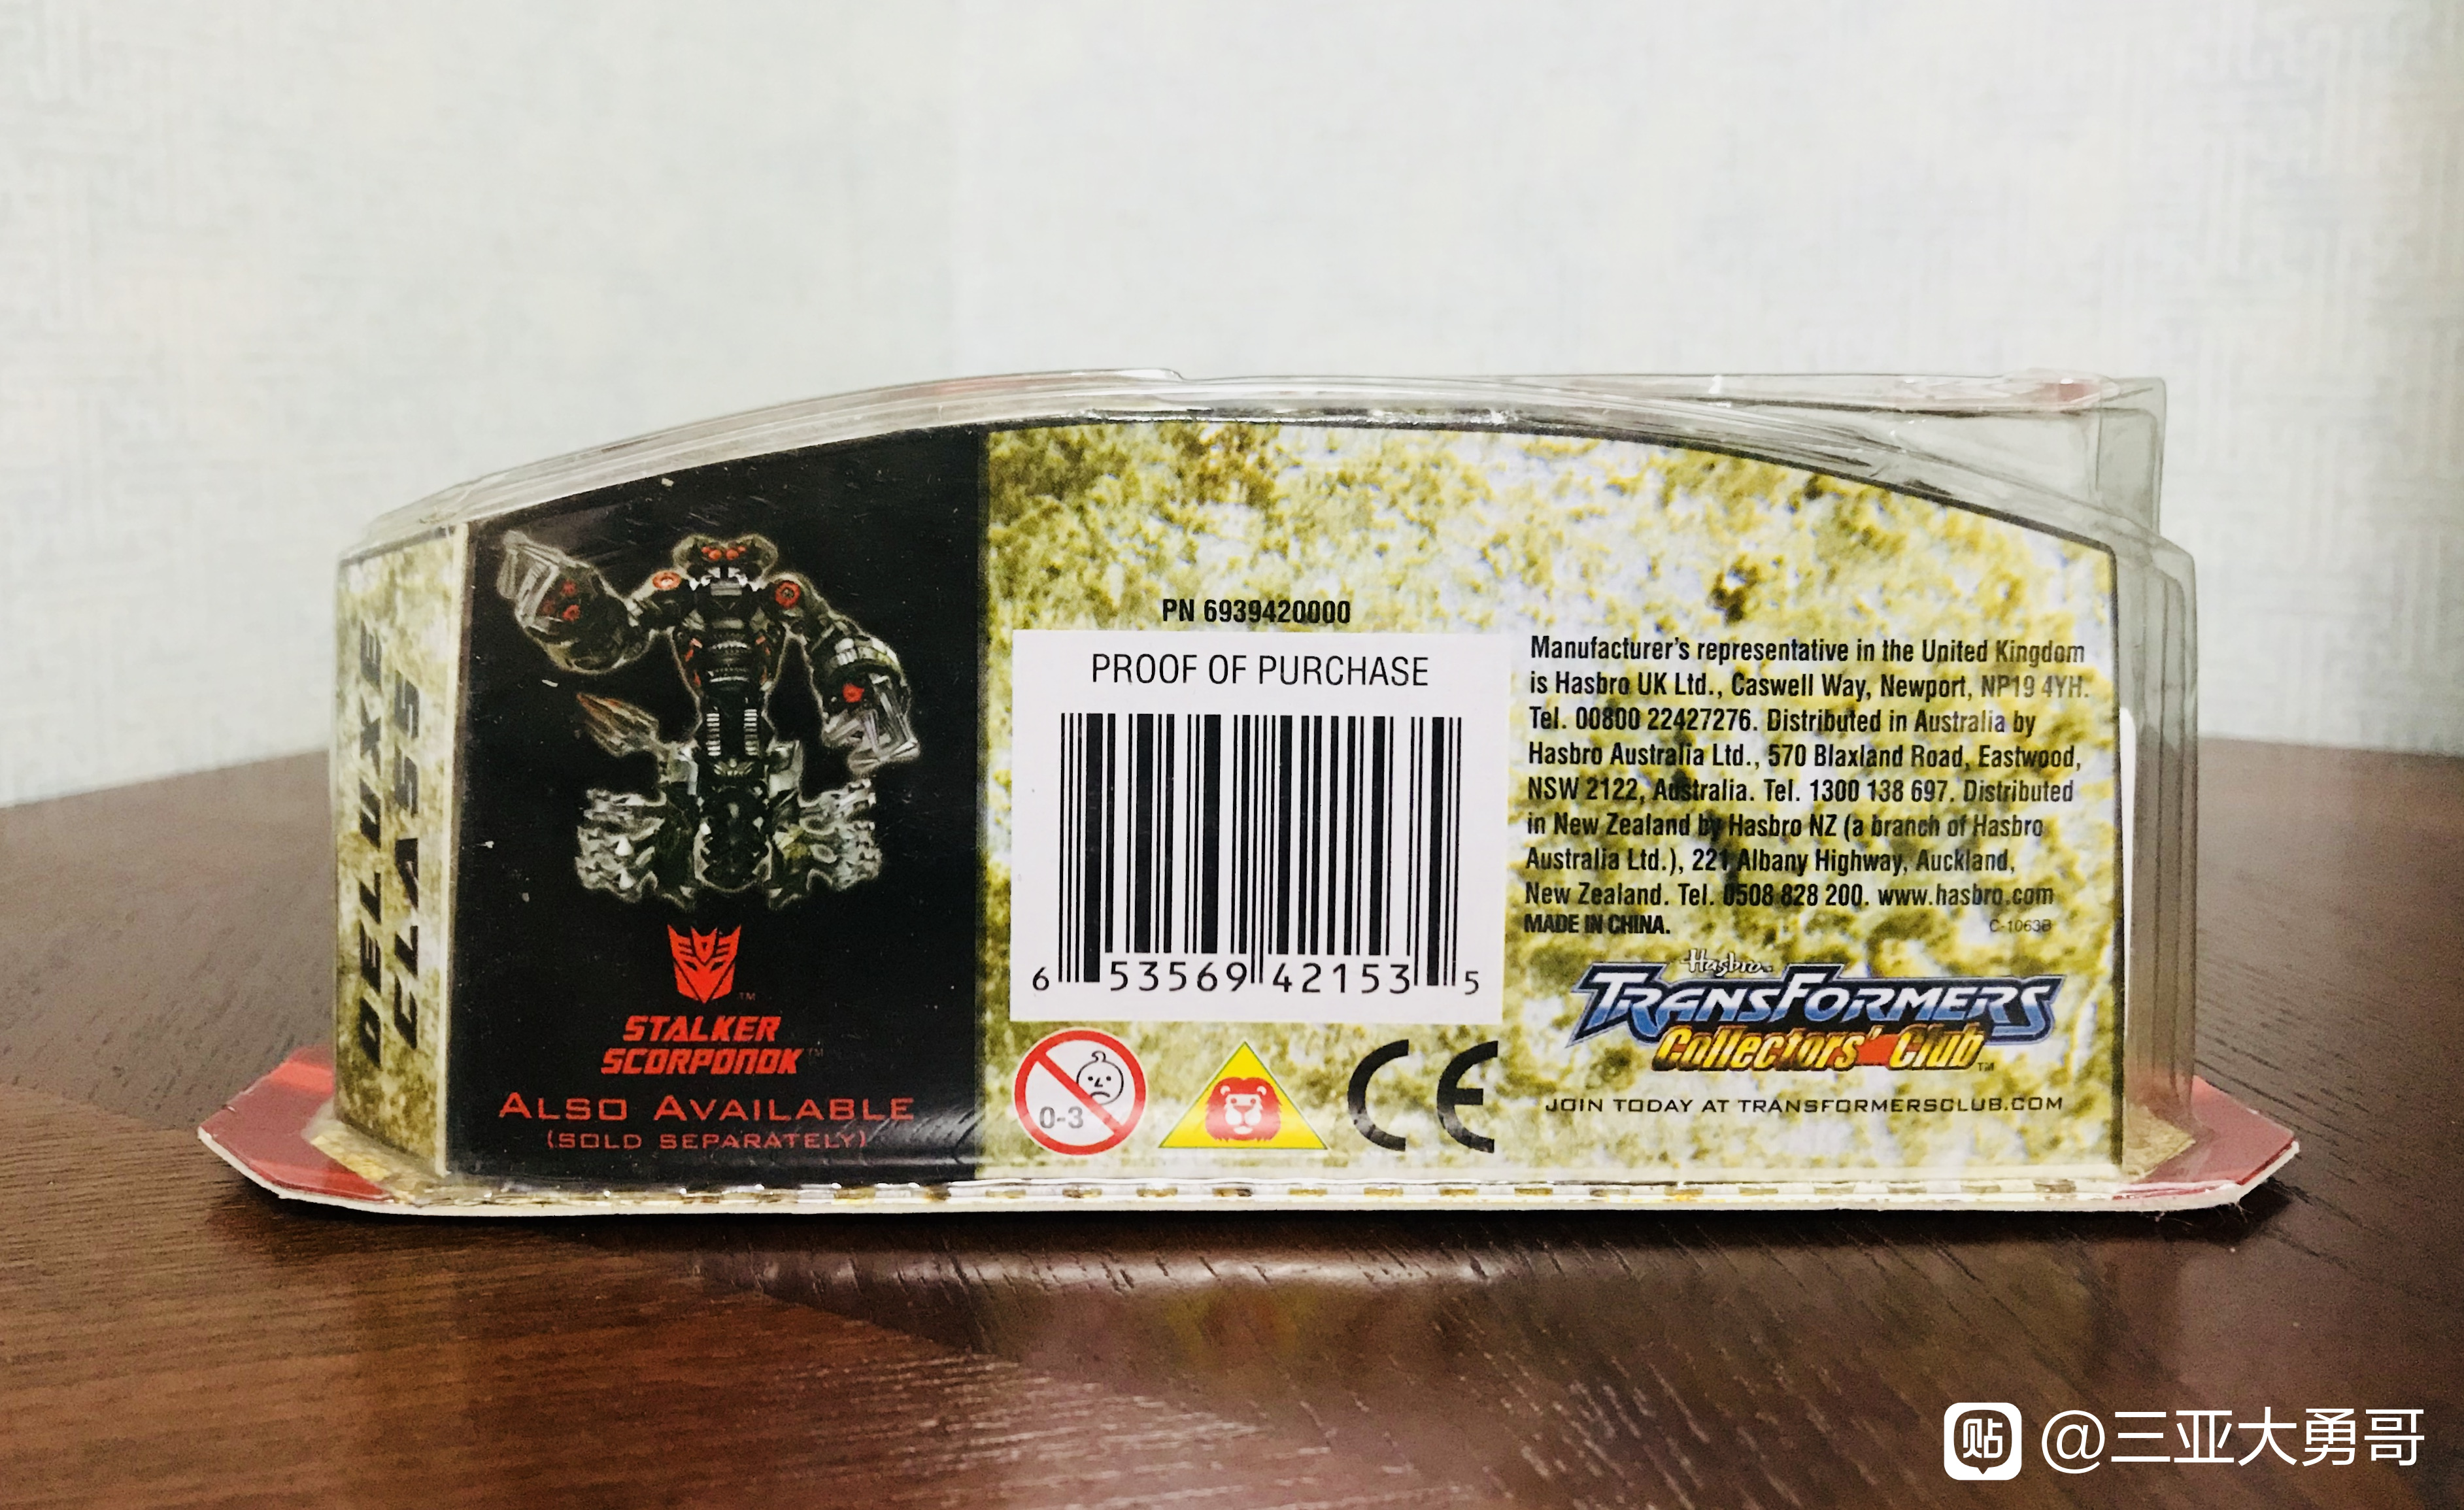 DELUXE
CLASS
STALKER
SCORPONOK™
ALSO AVAILABLE
(SOLD SEPARATELY)
PN 6939420000
PROOF OF PURCHASE
6 53569 42153 5
0-3
CE
Manufacturer's representative in the United Kingdom
is Hasbro UK Ltd., Caswell Way, Newport, NP19 4YH.
Tel. 00800 22427276. Distributed in Australia by
Hasbro Australia Ltd., 570 Blaxland Road, Eastwood,
NSW 2122, Australia. Tel. 1300 138 697. Distributed
in New Zealand by Hasbro NZ (a branch of Hasbro
Australia Ltd.), 221 Albany Highway, Auckland,
New Zealand. Tel. 0508 828 200. www.hasbro.com
MADE IN CHINA.
C-1063B
Hasbro
TRANSFORMERS
Collectors' Club™
JOIN TODAY AT TRANSFORMERSCLUB.COM
贴 @三亚大勇哥